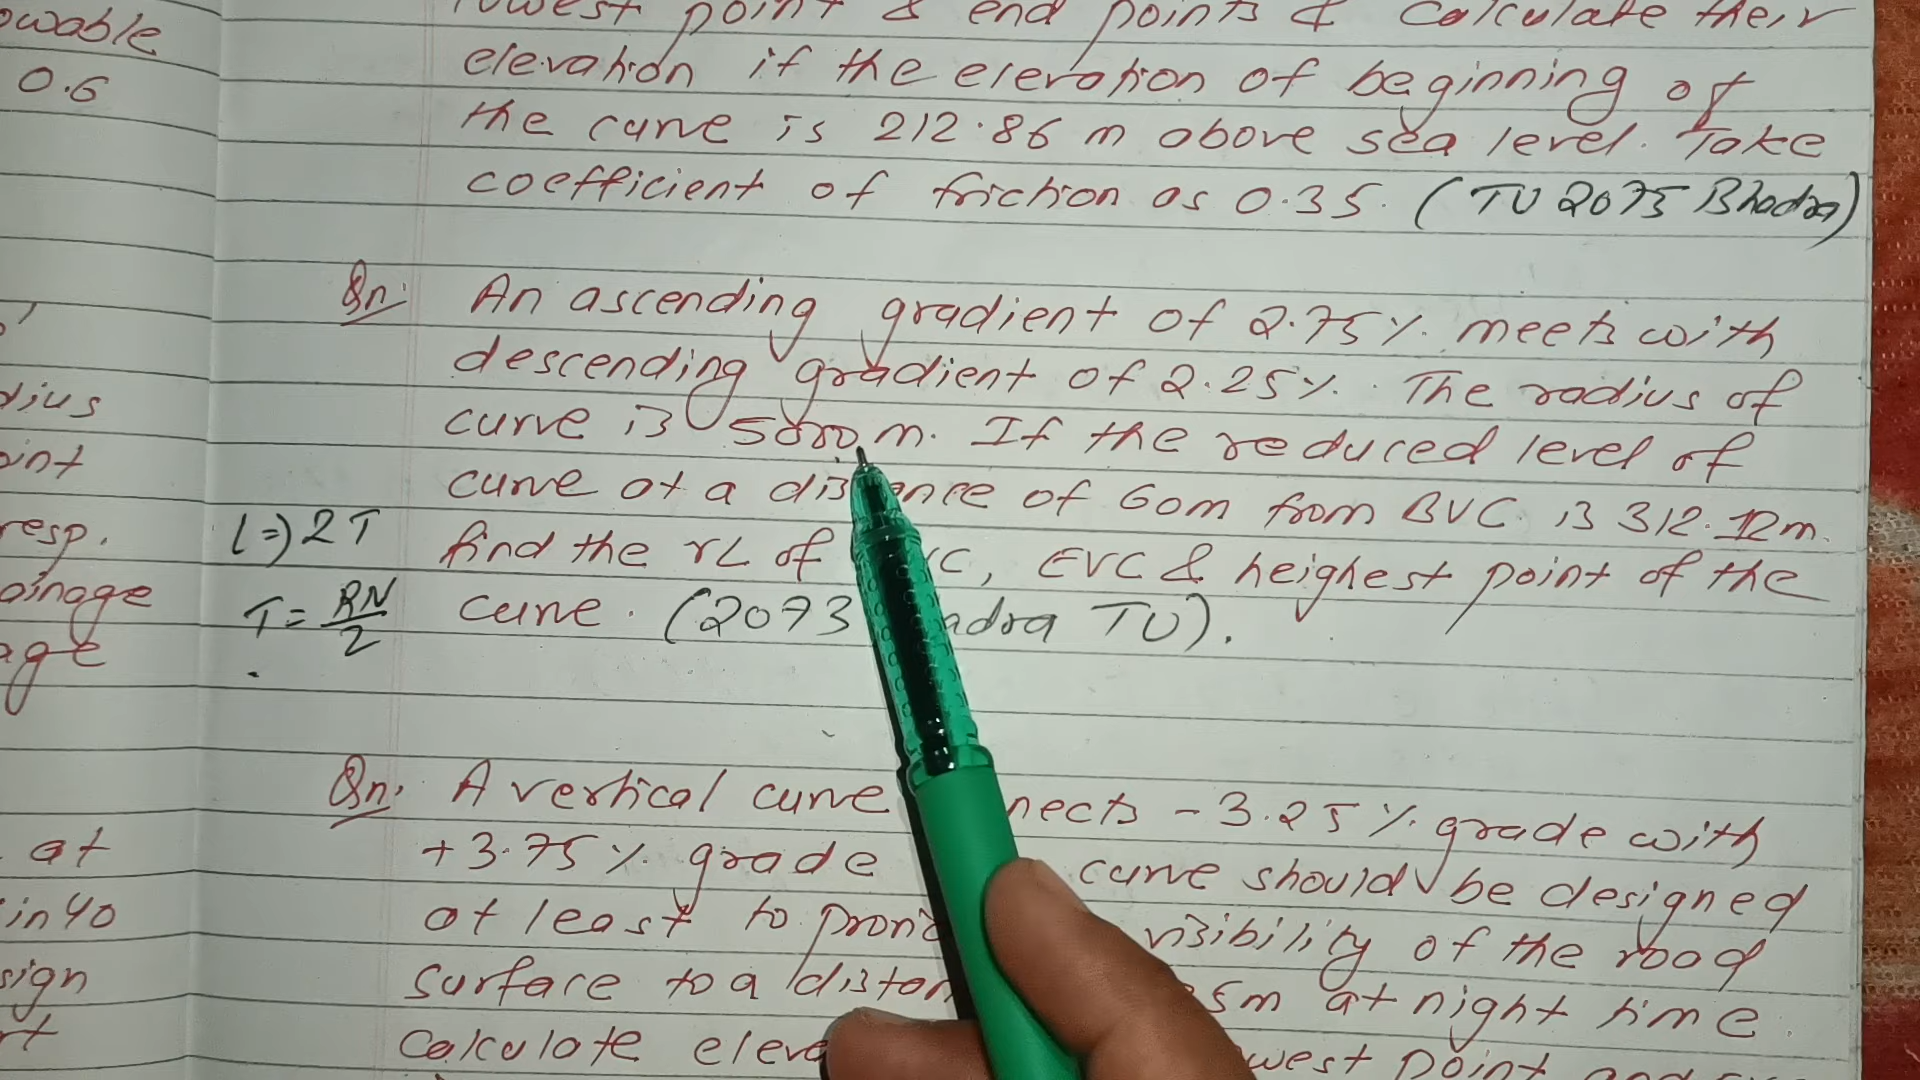 owable
0.6
dius
oint
resp.
ainage
age
at
in 40
sign
rt
lowest point & end points & calculate their
elevation if the elevation of beginning of
the curve is 212.86 m above sea level. Take
coefficient of friction as 0.35. (TU 2075 Bhadra)
Qn: An ascending gradient of 2.75%. meets with
descending gradient of 2.25%. The radius of
curve is 5000 m. If the reduced level of
curve at a distance of 60m from BVC is 312.12m.
L=) 2T find the rL of VC, EVC & heighest point of the
T = RN/2 curve. (2073 adra TU).
Qn. A vertical curve nects -3.25%. grade with
+3.75%. grade curve should be designed
at least to provi visibility of the road
surface to a distan 5m at night time.
Calculate eleva west point and